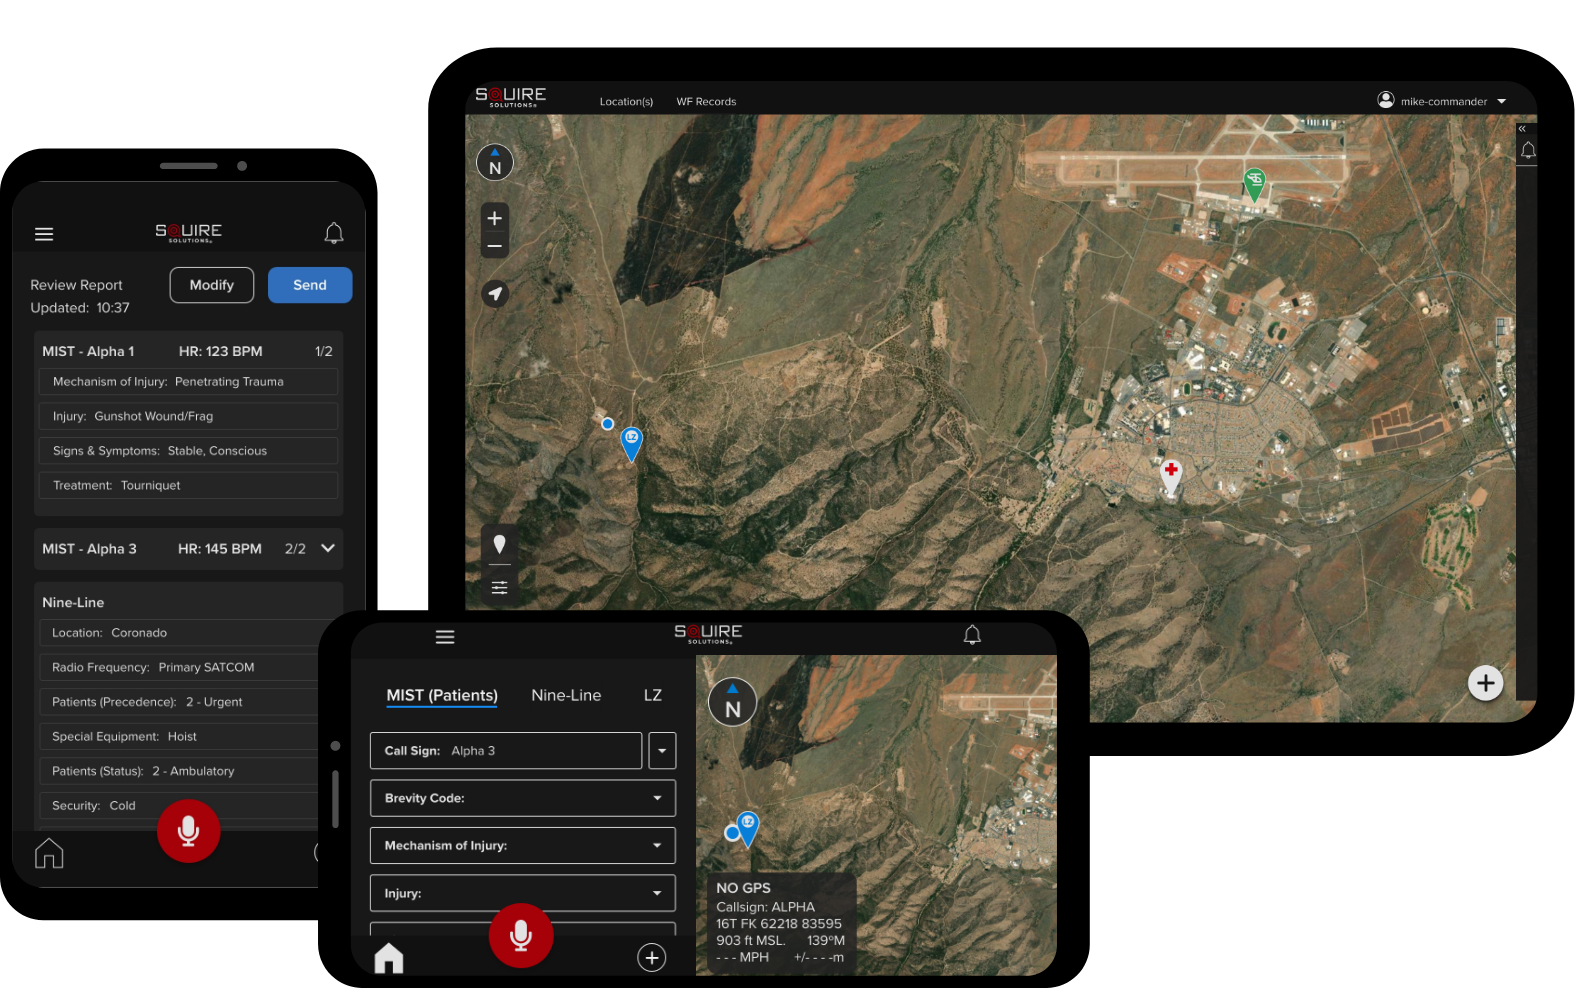 SQUIRE
SOLUTIONS®
Location(s) WF Records
mike-commander
N
+
−
LZ
SQUIRE
SOLUTIONS®
Review Report
Updated: 10:37
Modify
Send
MIST - Alpha 1 HR: 123 BPM 1/2
Mechanism of Injury: Penetrating Trauma
Injury: Gunshot Wound/Frag
Signs & Symptoms: Stable, Conscious
Treatment: Tourniquet
MIST - Alpha 3 HR: 145 BPM 2/2
Nine-Line
Location: Coronado
Radio Frequency: Primary SATCOM
Patients (Precedence): 2 - Urgent
Special Equipment: Hoist
Patients (Status): 2 - Ambulatory
Security: Cold
SQUIRE
SOLUTIONS®
MIST (Patients) Nine-Line LZ
Call Sign: Alpha 3
Brevity Code:
Mechanism of Injury:
Injury:
N
LZ
NO GPS
Callsign: ALPHA
16T FK 62218 83595
903 ft MSL. 139ºM
- - - MPH +/- - - -m